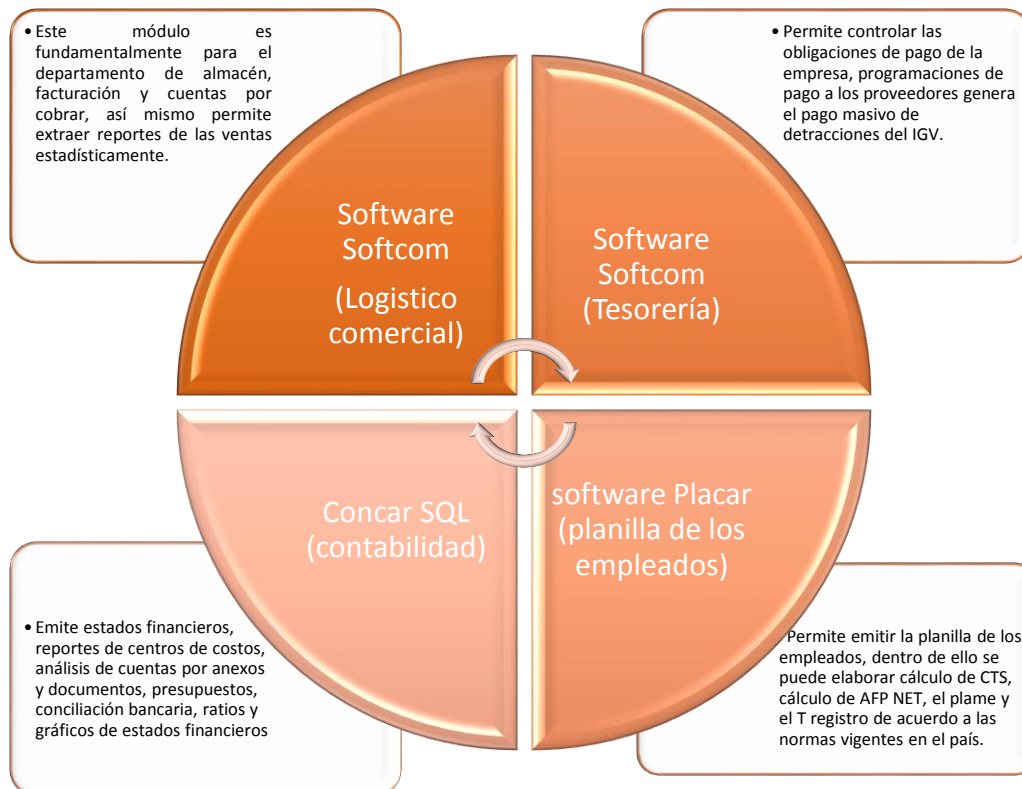 • Este módulo es
fundamentalmente para el
departamento de almacén,
facturación y cuentas por
cobrar, así mismo permite
extraer reportes de las ventas
estadísticamente.
• Permite controlar las
obligaciones de pago de la
empresa, programaciones de
pago a los proveedores genera
el pago masivo de
detracciones del IGV.
Software
Softcom
(Logistico
comercial)
Software
Softcom
(Tesorería)
Concar SQL
(contabilidad)
software Placar
(planilla de los
empleados)
• Emite estados financieros,
reportes de centros de costos,
análisis de cuentas por anexos
y documentos, presupuestos,
conciliación bancaria, ratios y
gráficos de estados financieros
Permite emitir la planilla de los
empleados, dentro de ello se
puede elaborar cálculo de CTS,
cálculo de AFP NET, el plame y
el T registro de acuerdo a las
normas vigentes en el país.